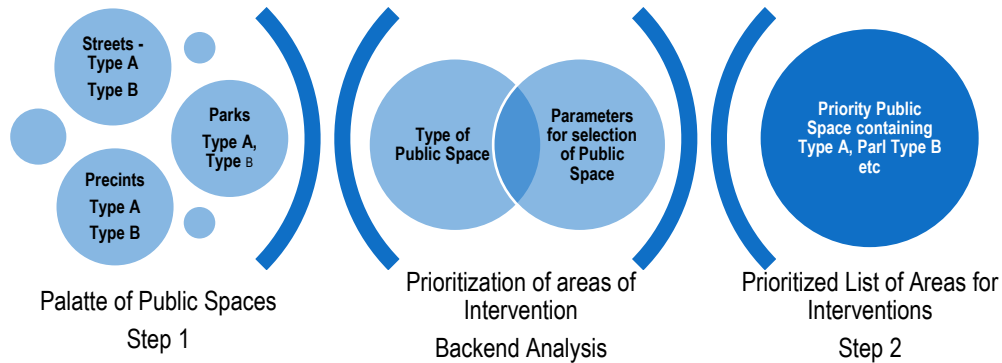 Streets -
Type A
Type B
Parks
Type A,
Type B
Precints
Type A
Type B
Palatte of Public Spaces
Step 1
Type of
Public Space
Parameters
for selection
of Public
Space
Prioritization of areas of
Intervention
Backend Analysis
Priority Public
Space containing
Type A, Parl Type B
etc
Prioritized List of Areas for
Interventions
Step 2